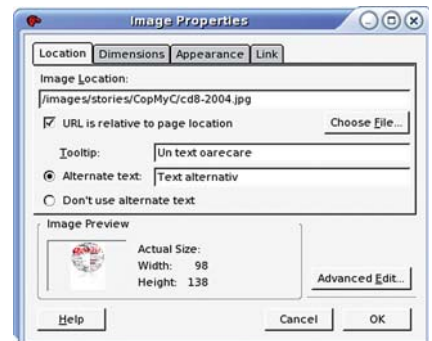 Image Properties
Location Dimensions Appearance Link
Image Location:
/images/stories/CopMyC/cd8-2004.jpg
URL is relative to page location Choose File...
Tooltip: Un text oarecare
Alternate text: Text alternativ
Don't use alternate text
Image Preview
Actual Size:
Width: 98
Height: 138
Advanced Edit...
Help Cancel OK